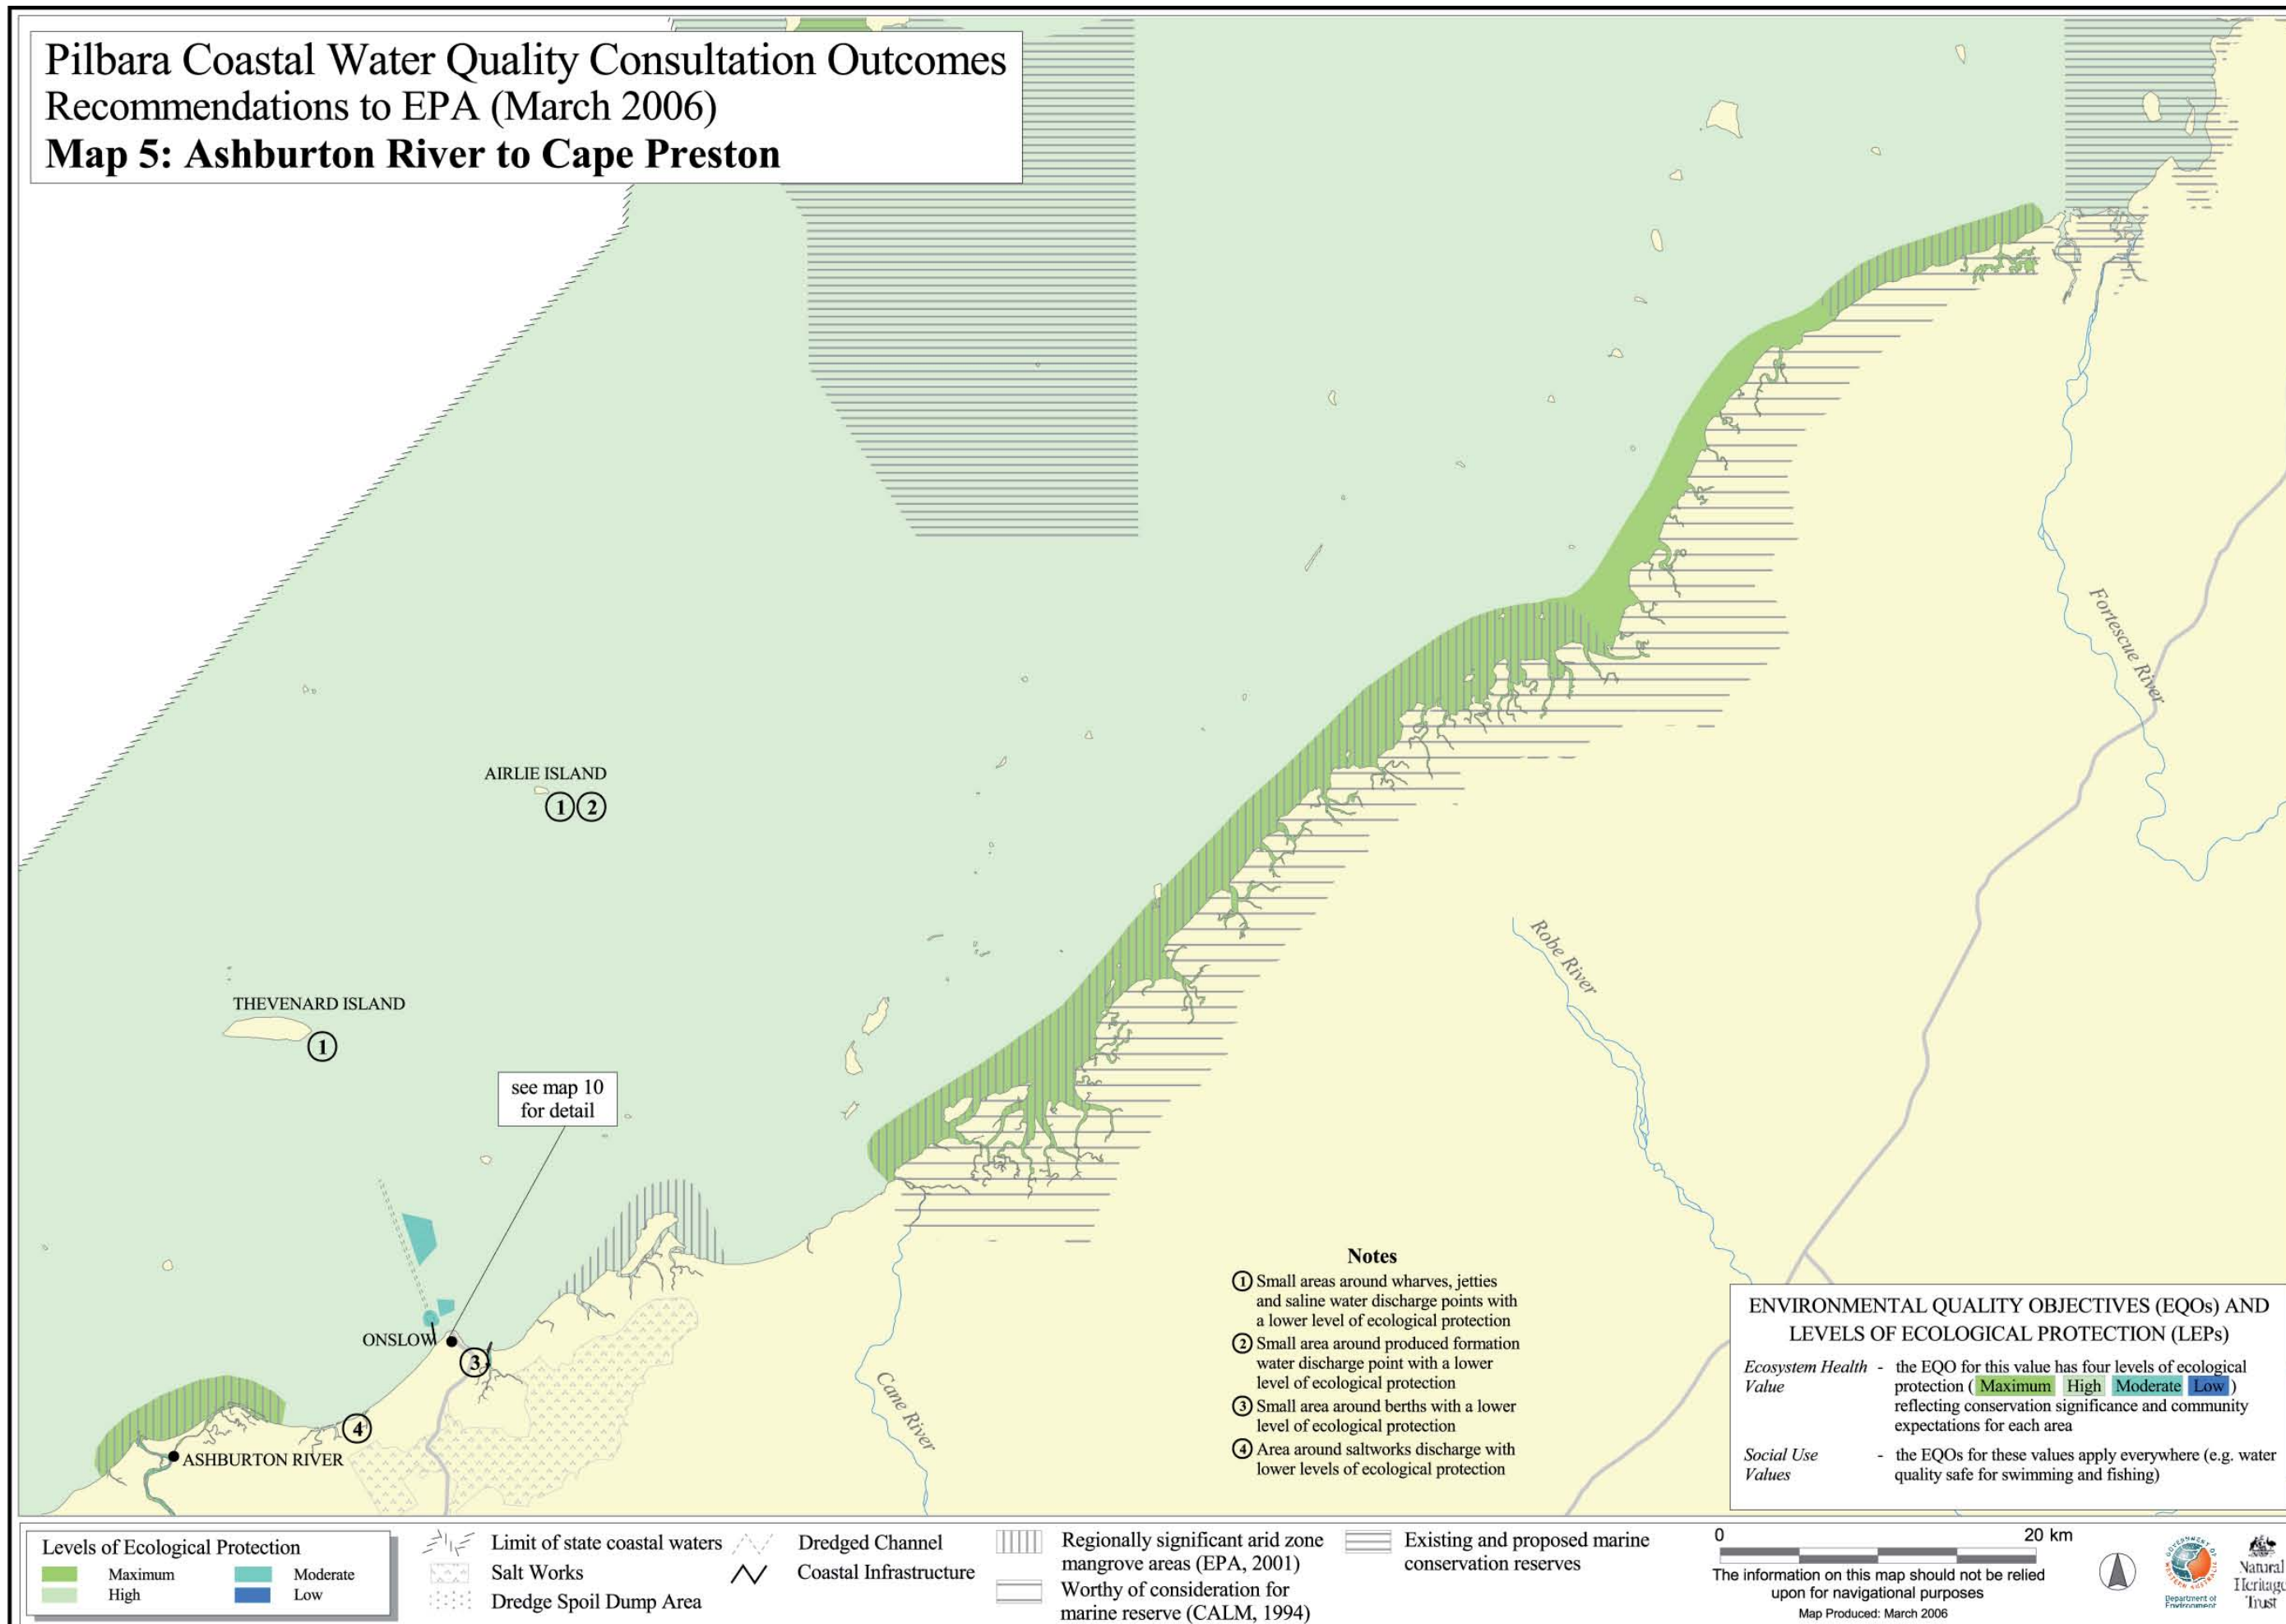 Pilbara Coastal Water Quality Consultation Outcomes
Recommendations to EPA (March 2006)
Map 5: Ashburton River to Cape Preston
Fortescue River
AIRLIE ISLAND
1 2
Robe River
THEVENARD ISLAND
1
see map 10
for detail
ONSLOW
3
4
ASHBURTON RIVER
Cane River
Notes
1 Small areas around wharves, jetties
and saline water discharge points with
a lower level of ecological protection
2 Small area around produced formation
water discharge point with a lower
level of ecological protection
3 Small area around berths with a lower
level of ecological protection
4 Area around saltworks discharge with
lower levels of ecological protection
ENVIRONMENTAL QUALITY OBJECTIVES (EQOs) AND
LEVELS OF ECOLOGICAL PROTECTION (LEPs)
Ecosystem Health - the EQO for this value has four levels of ecological
Value protection ( Maximum High Moderate Low )
reflecting conservation significance and community
expectations for each area
Social Use - the EQOs for these values apply everywhere (e.g. water
Values quality safe for swimming and fishing)
Levels of Ecological Protection
Maximum Moderate
High Low
Limit of state coastal waters
Salt Works
Dredge Spoil Dump Area
Dredged Channel
Coastal Infrastructure
Regionally significant arid zone
mangrove areas (EPA, 2001)
Worthy of consideration for
marine reserve (CALM, 1994)
Existing and proposed marine
conservation reserves
0 20 km
The information on this map should not be relied
upon for navigational purposes
Map Produced: March 2006
GOVERNMENT OF
WESTERN AUSTRALIA
Department of
Environment
Natural
Heritage
Trust